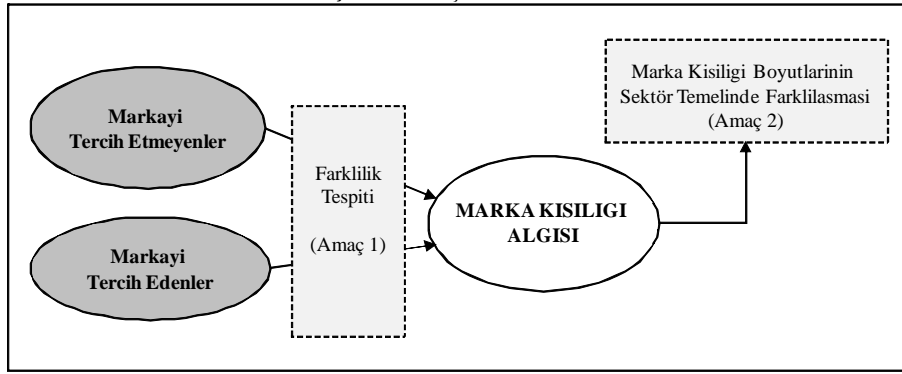 Markayi
Tercih Etmeyenler
Markayi
Tercih Edenler
Farklilik
Tespiti
(Amaç 1)
MARKA KISILIGI
ALGISI
Marka Kisiligi Boyutlarinin
Sektör Temelinde Farklilasmasi
(Amaç 2)